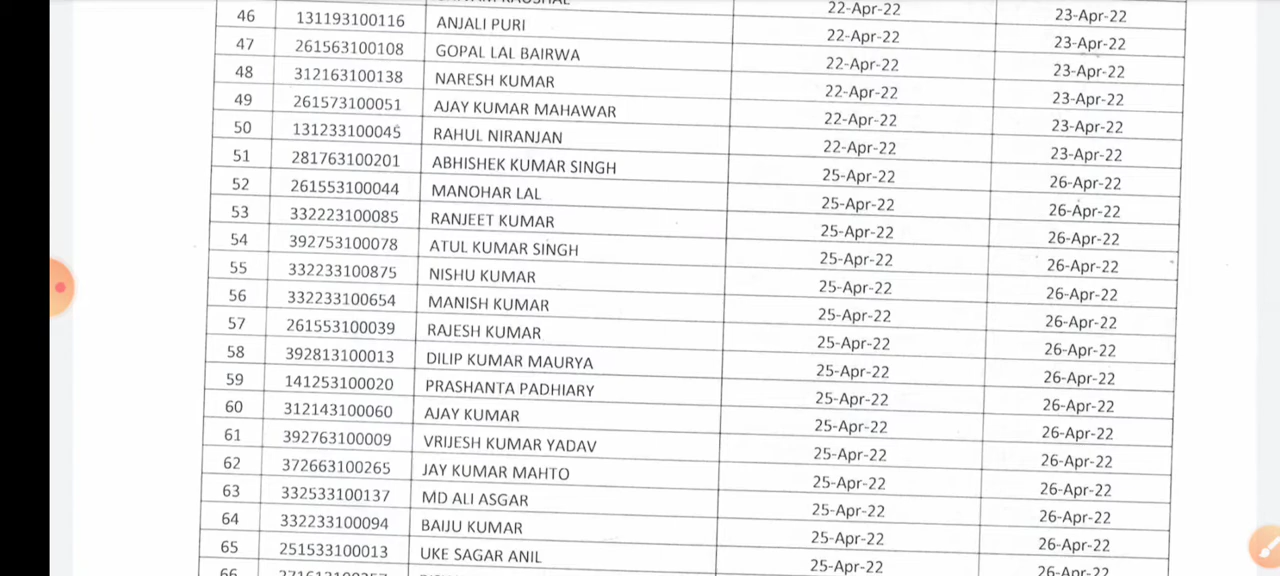 22-Apr-22 23-Apr-22
46 131193100116 ANJALI PURI 22-Apr-22 23-Apr-22
47 261563100108 GOPAL LAL BAIRWA 22-Apr-22 23-Apr-22
48 312163100138 NARESH KUMAR 22-Apr-22 23-Apr-22
49 261573100051 AJAY KUMAR MAHAWAR 22-Apr-22 23-Apr-22
50 131233100045 RAHUL NIRANJAN 22-Apr-22 23-Apr-22
51 281763100201 ABHISHEK KUMAR SINGH 25-Apr-22 26-Apr-22
52 261553100044 MANOHAR LAL 25-Apr-22 26-Apr-22
53 332223100085 RANJEET KUMAR 25-Apr-22 26-Apr-22
54 392753100078 ATUL KUMAR SINGH 25-Apr-22 26-Apr-22
55 332233100875 NISHU KUMAR 25-Apr-22 26-Apr-22
56 332233100654 MANISH KUMAR 25-Apr-22 26-Apr-22
57 261553100039 RAJESH KUMAR 25-Apr-22 26-Apr-22
58 392813100013 DILIP KUMAR MAURYA 25-Apr-22 26-Apr-22
59 141253100020 PRASHANTA PADHIARY 25-Apr-22 26-Apr-22
60 312143100060 AJAY KUMAR 25-Apr-22 26-Apr-22
61 392763100009 VRIJESH KUMAR YADAV 25-Apr-22 26-Apr-22
62 372663100265 JAY KUMAR MAHTO 25-Apr-22 26-Apr-22
63 332533100137 MD ALI ASGAR 25-Apr-22 26-Apr-22
64 332233100094 BAIJU KUMAR 25-Apr-22 26-Apr-22
65 251533100013 UKE SAGAR ANIL 25-Apr-22 26-Apr-22
66